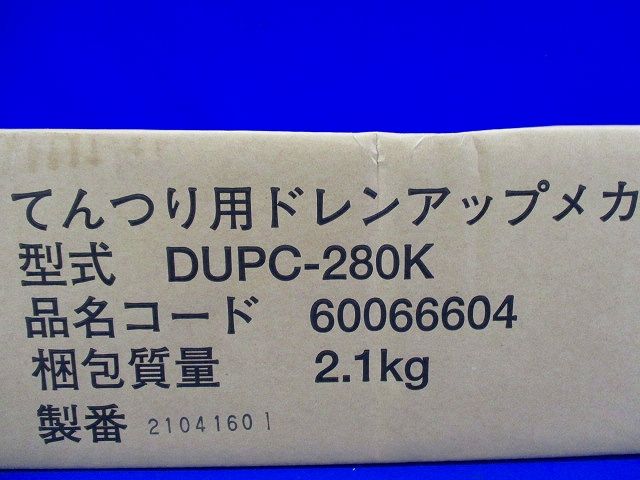 てんつり用ドレンアップメカ
型式 DUPC-280K
品名コード 60066604
梱包質量 2.1kg
製番 21041601